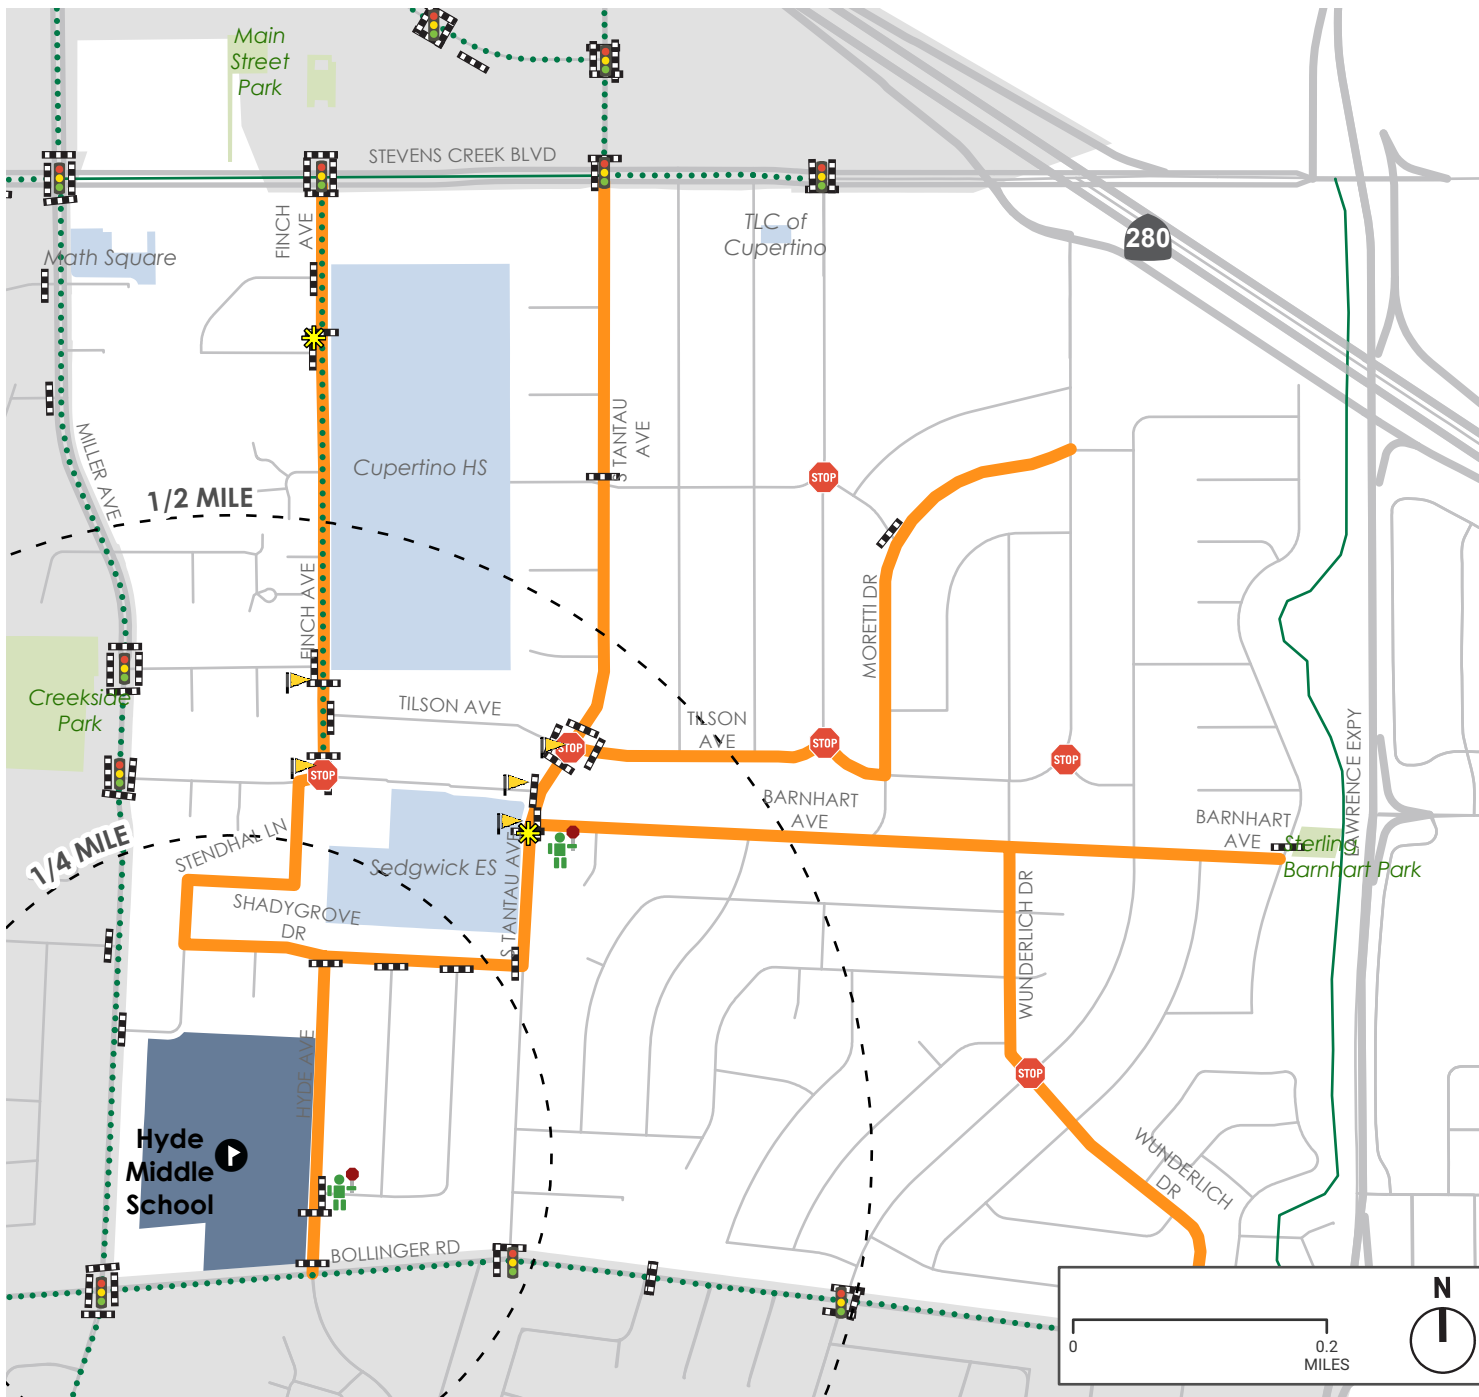 Main
Street
Park
STEVENS CREEK BLVD
FINCH
AVE
TLC of
Cupertino
280
Math Square
S TANTAU
AVE
MILLER AVE
Cupertino HS
1/2 MILE
FINCH AVE
MORETTI DR
Creekside
Park
TILSON AVE
TILSON
AVE
STOP
STOP
STOP
STOP
STOP
STOP
LAWRENCE EXPY
BARNHART
AVE
BARNHART
AVE
Sterling
Barnhart Park
1/4 MILE
STENDHAL LN
Sedgwick ES
S TANTAU AVE
SHADYGROVE
DR
WUNDERLICH DR
HYDE AVE
Hyde
Middle
School
WUNDERLICH
DR
BOLLINGER RD
N
0
0.2
MILES